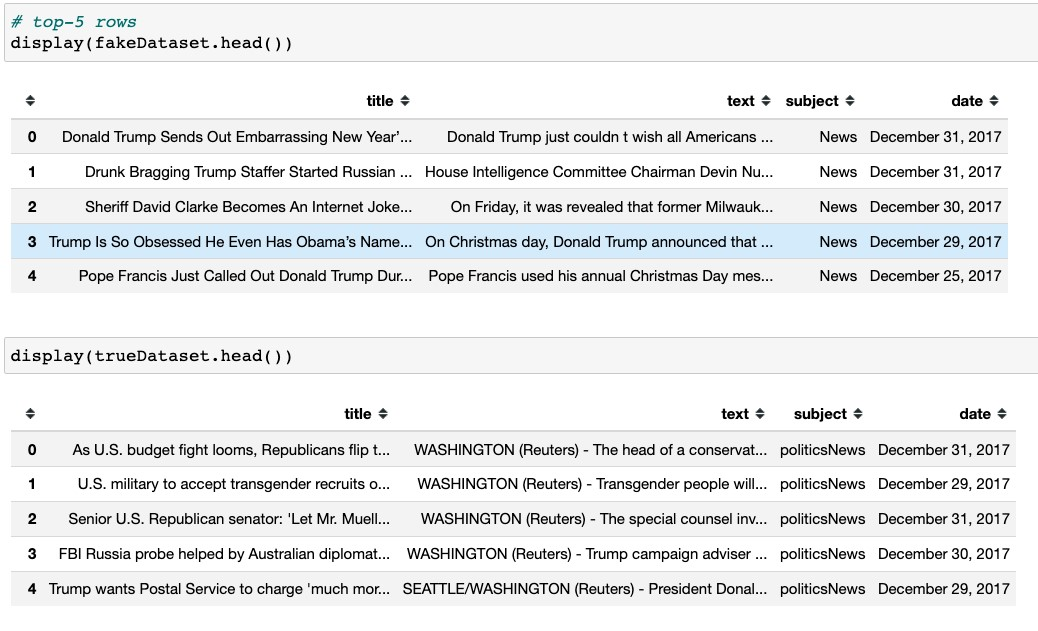 # top-5 rows
display(fakeDataset.head())
title text subject date
0 Donald Trump Sends Out Embarrassing New Year’... Donald Trump just couldn t wish all Americans ... News December 31, 2017
1 Drunk Bragging Trump Staffer Started Russian ... House Intelligence Committee Chairman Devin Nu... News December 31, 2017
2 Sheriff David Clarke Becomes An Internet Joke... On Friday, it was revealed that former Milwauk... News December 30, 2017
3 Trump Is So Obsessed He Even Has Obama’s Name... On Christmas day, Donald Trump announced that ... News December 29, 2017
4 Pope Francis Just Called Out Donald Trump Dur... Pope Francis used his annual Christmas Day mes... News December 25, 2017
display(trueDataset.head())
title text subject date
0 As U.S. budget fight looms, Republicans flip t... WASHINGTON (Reuters) - The head of a conservat... politicsNews December 31, 2017
1 U.S. military to accept transgender recruits o... WASHINGTON (Reuters) - Transgender people will... politicsNews December 29, 2017
2 Senior U.S. Republican senator: 'Let Mr. Muell... WASHINGTON (Reuters) - The special counsel inv... politicsNews December 31, 2017
3 FBI Russia probe helped by Australian diplomat... WASHINGTON (Reuters) - Trump campaign adviser ... politicsNews December 30, 2017
4 Trump wants Postal Service to charge 'much mor... SEATTLE/WASHINGTON (Reuters) - President Donal... politicsNews December 29, 2017